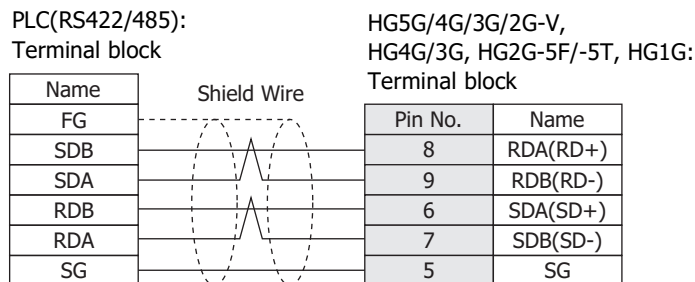 PLC(RS422/485):
Terminal block
HG5G/4G/3G/2G-V,
HG4G/3G, HG2G-5F/-5T, HG1G:
Terminal block
Shield Wire
Name
FG
SDB
SDA
RDB
RDA
SG
Pin No. Name
8 RDA(RD+)
9 RDB(RD-)
6 SDA(SD+)
7 SDB(SD-)
5 SG